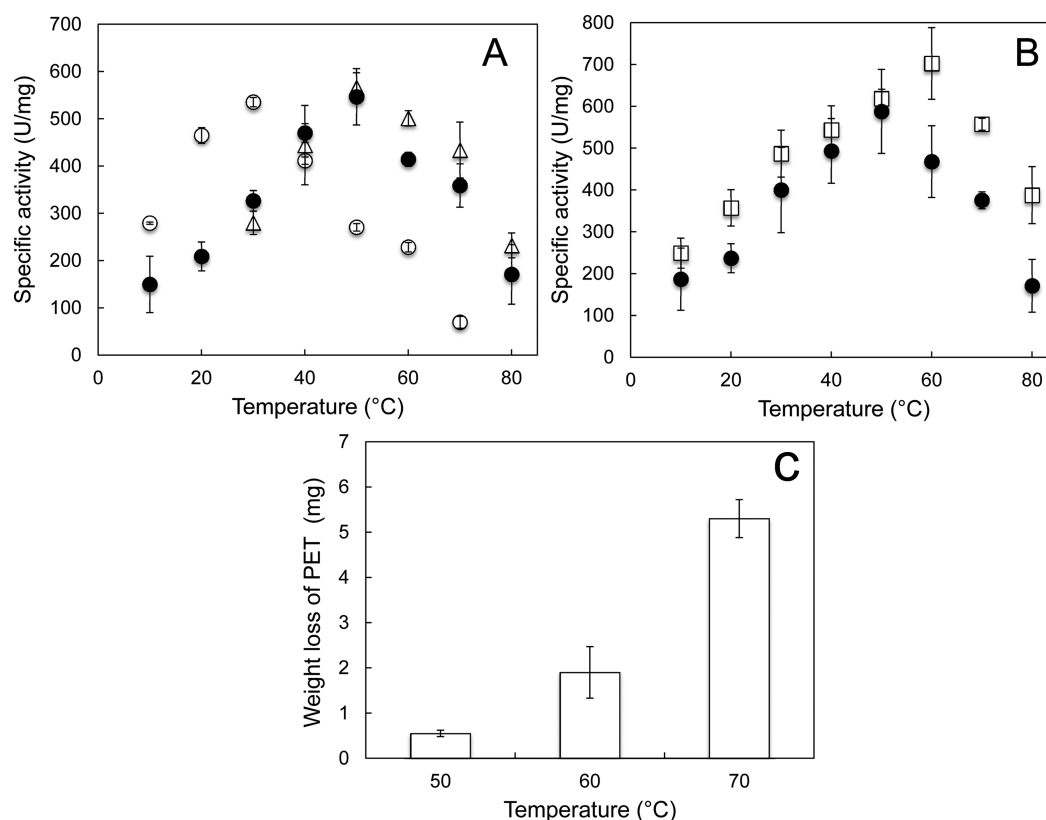 A
Specific activity (U/mg)
700
600
500
400
300
200
100
0
0 20 40 60 80
Temperature (°C)
B
Specific activity (U/mg)
800
700
600
500
400
300
200
100
0
0 20 40 60 80
Temperature (°C)
C
Weight loss of PET (mg)
7
6
5
4
3
2
1
0
50 60 70
Temperature (°C)